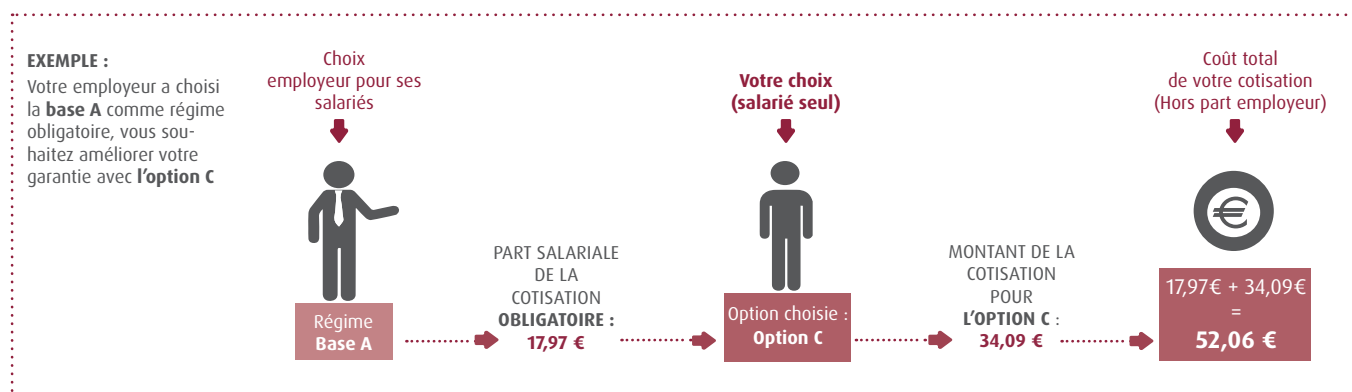 EXEMPLE :
Votre employeur a choisi
la base A comme régime
obligatoire, vous sou-
haitez améliorer votre
garantie avec l'option C
Choix
employeur pour ses
salariés
Régime
Base A
PART SALARIALE
DE LA
COTISATION
OBLIGATOIRE :
17,97 €
Votre choix
(salarié seul)
Option choisie :
Option C
MONTANT DE LA
COTISATION
POUR
L'OPTION C :
34,09 €
Coût total
de votre cotisation
(Hors part employeur)
€
17,97€ + 34,09€
=
52,06 €